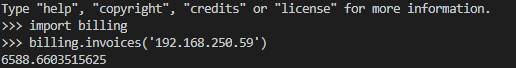 Type "help", "copyright", "credits" or "license" for more information.
>>> import billing
>>> billing.invoices('192.168.250.59')
6588.6603515625